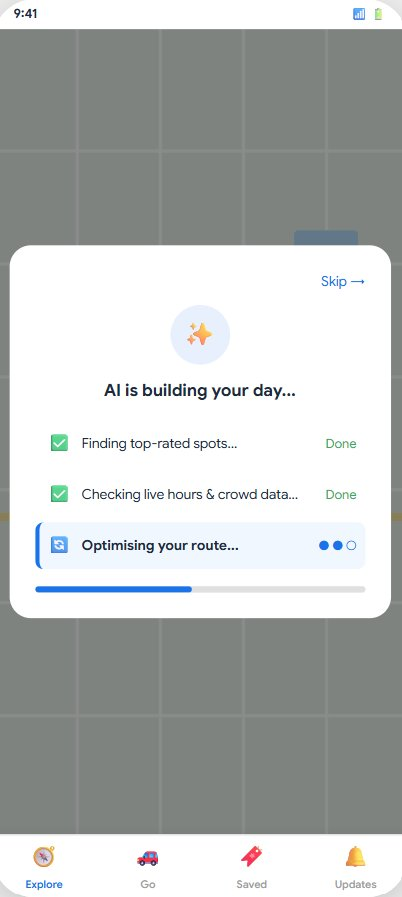 9:41
Skip →
AI is building your day...
Finding top-rated spots... Done
Checking live hours & crowd data... Done
Optimising your route...
Explore Go Saved Updates